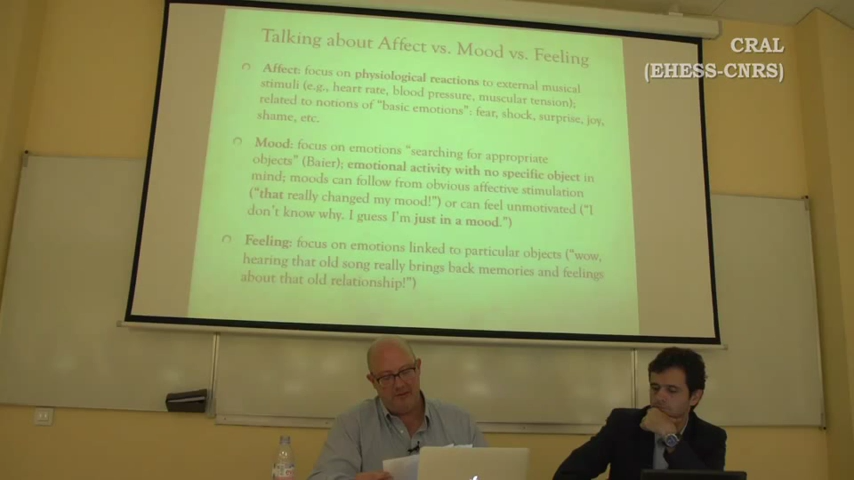 Talking about Affect vs. Mood vs. Feeling
CRAL
(EHESS-CNRS)
Affect: focus on physiological reactions to external musical
stimuli (e.g., heart rate, blood pressure, muscular tension);
related to notions of "basic emotions": fear, shock, surprise, joy,
shame, etc.
Mood: focus on emotions "searching for appropriate
objects" (Baier); emotional activity with no specific object in
mind; moods can follow from obvious affective stimulation
("that really changed my mood!") or can feel unmotivated ("I
don't know why. I guess I'm just in a mood.")
Feeling: focus on emotions linked to particular objects ("wow,
hearing that old song really brings back memories and feelings
about that old relationship!")